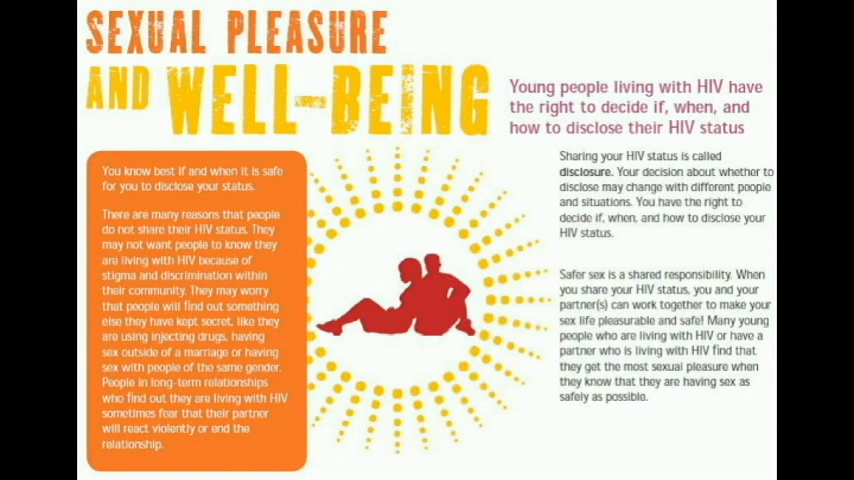 SEXUAL PLEASURE
AND WELL-BEING
Young people living with HIV have
the right to decide if, when, and
how to disclose their HIV status
You know best if and when it is safe
for you to disclose your status.
There are many reasons that people
do not share their HIV status. They
may not want people to know they
are living with HIV because of
stigma and discrimination within
their community. They may worry
that people will find out something
else they have kept secret, like they
are using injecting drugs, having
sex outside of a marriage or having
sex with people of the same gender.
People in long-term relationships
who find out they are living with HIV
sometimes fear that their partner
will react violently or end the
relationship.
Sharing your HIV status is called
disclosure. Your decision about whether to
disclose may change with different people
and situations. You have the right to
decide if, when, and how to disclose your
HIV status.
Safer sex is a shared responsibility. When
you share your HIV status, you and your
partner(s) can work together to make your
sex life pleasurable and safe! Many young
people who are living with HIV or have a
partner who is living with HIV find that
they get the most sexual pleasure when
they know that they are having sex as
safely as possible.